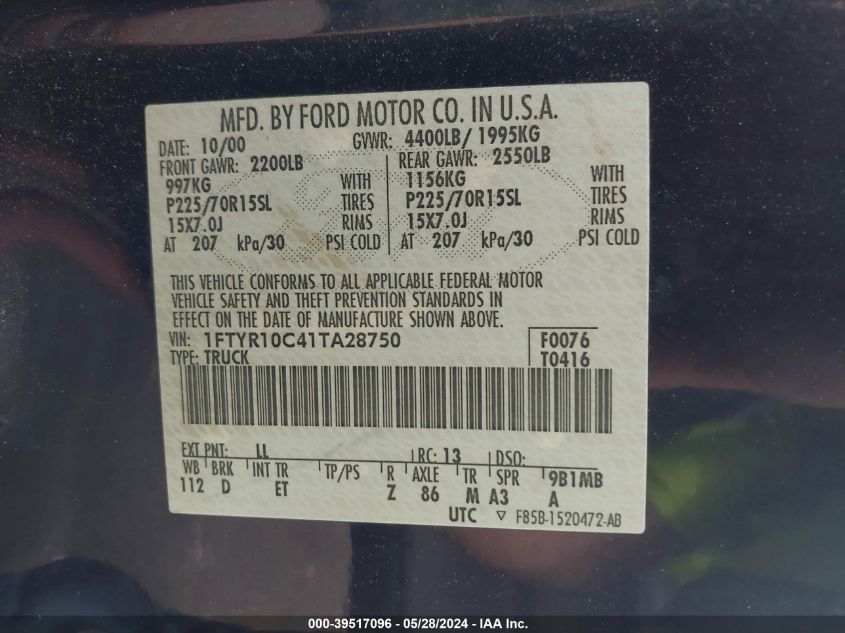 MFD. BY FORD MOTOR CO. IN U.S.A.
DATE: 10/00 GVWR: 4400LB/ 1995KG
FRONT GAWR: 2200LB REAR GAWR: 2550LB
997KG WITH 1156KG WITH
P225/70R15SL TIRES P225/70R15SL TIRES
15X7.0J RIMS 15X7.0J RIMS
AT 207 kPa/30 PSI COLD AT 207 kPa/30 PSI COLD
THIS VEHICLE CONFORMS TO ALL APPLICABLE FEDERAL MOTOR
VEHICLE SAFETY AND THEFT PREVENTION STANDARDS IN
EFFECT ON THE DATE OF MANUFACTURE SHOWN ABOVE.
VIN: 1FTYR10C41TA28750 F0076
TYPE: TRUCK T0416
EXT PNT: LL RC: 13 DSO:
WB BRK INT TR TP/PS R AXLE TR SPR 9B1MB
112 D ET Z 86 M A3 A
UTC ▽ F85B-1520472-AB
000-39517096 - 05/28/2024 - IAA Inc.